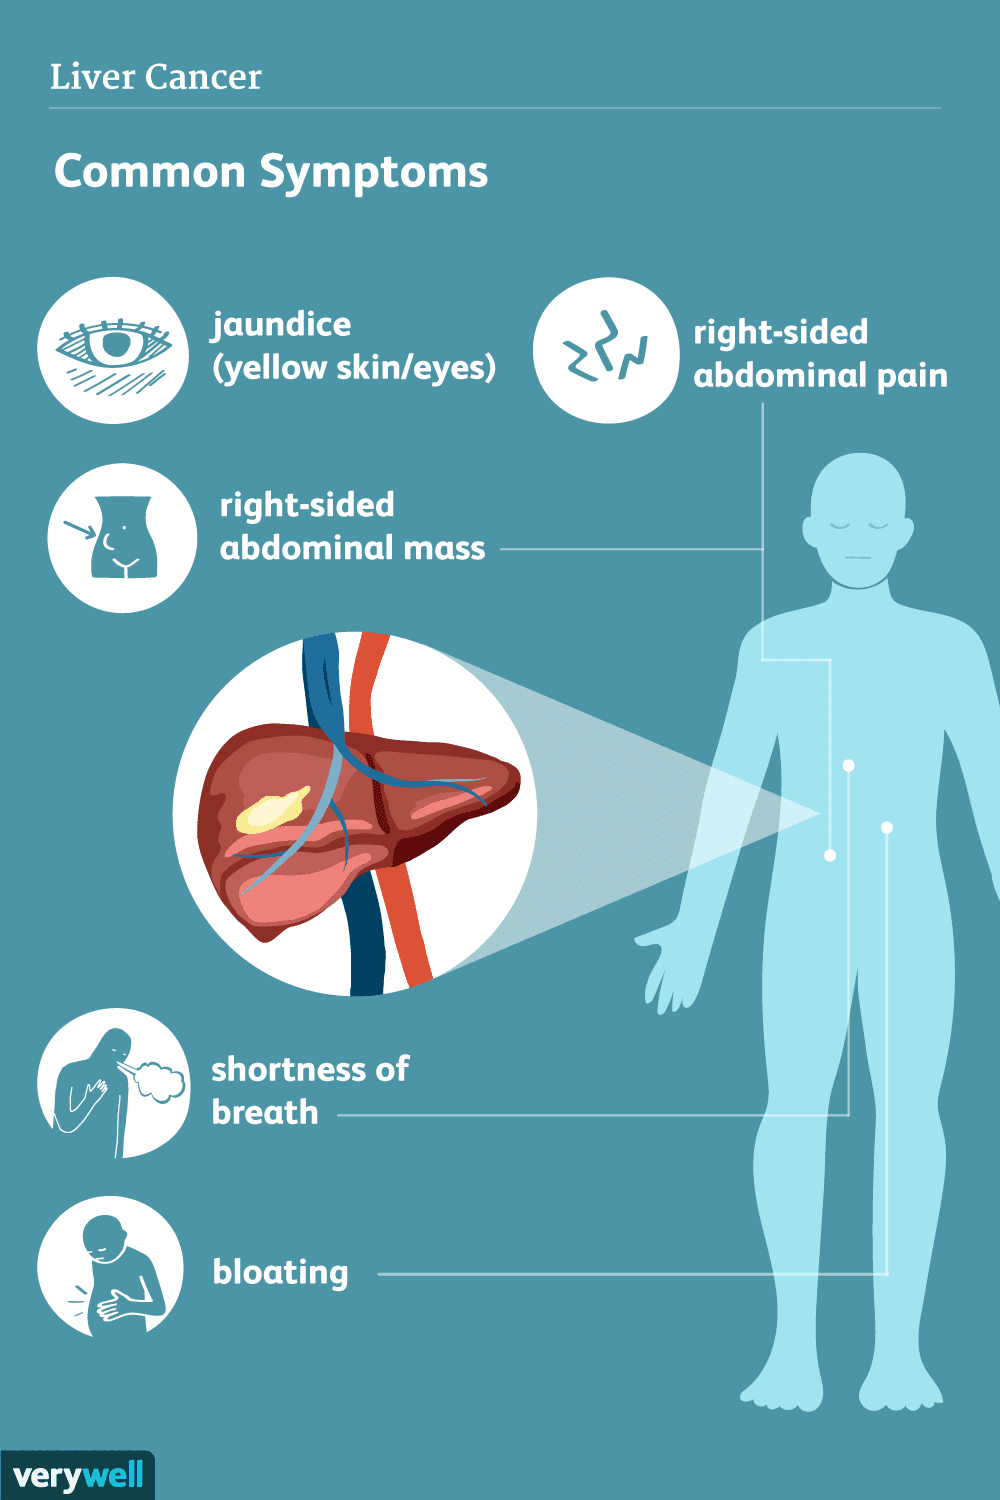 Liver Cancer
Common Symptoms
jaundice
(yellow skin/eyes)
right-sided
abdominal pain
right-sided
abdominal mass
shortness of
breath
bloating
verywell